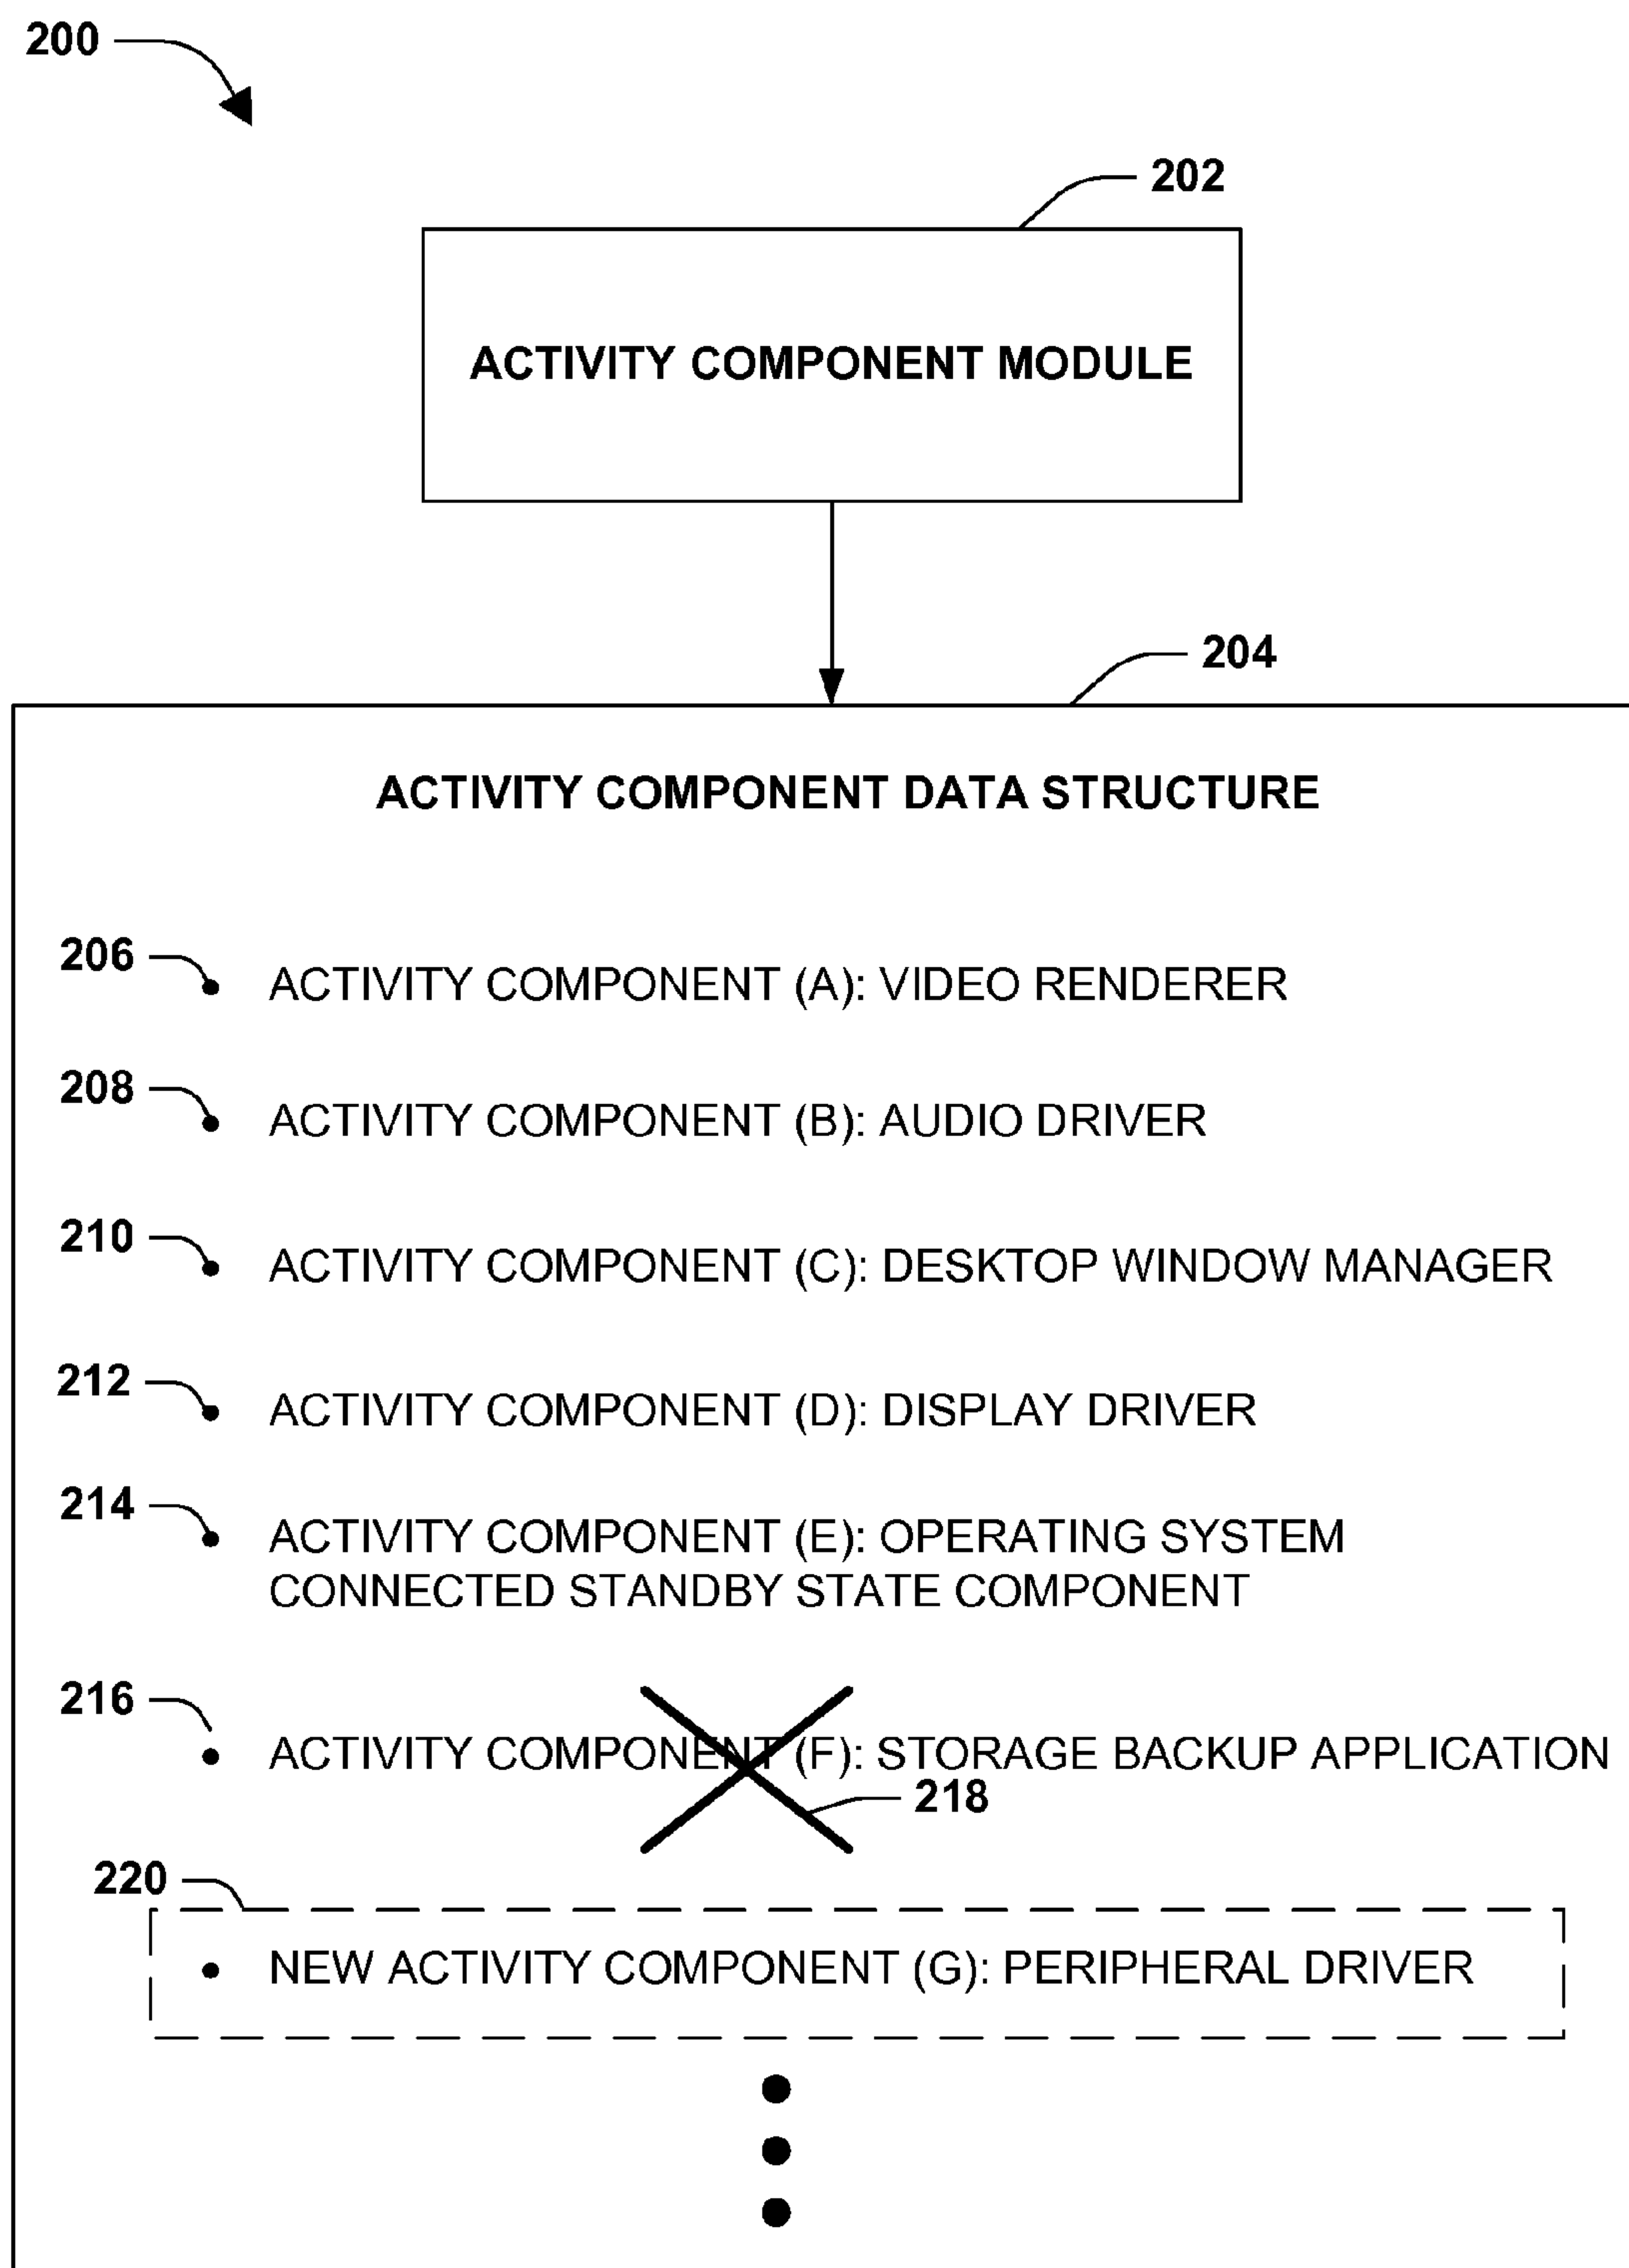 200
202
ACTIVITY COMPONENT MODULE
204
ACTIVITY COMPONENT DATA STRUCTURE
206
ACTIVITY COMPONENT (A): VIDEO RENDERER
208
ACTIVITY COMPONENT (B): AUDIO DRIVER
210
ACTIVITY COMPONENT (C): DESKTOP WINDOW MANAGER
212
ACTIVITY COMPONENT (D): DISPLAY DRIVER
214
ACTIVITY COMPONENT (E): OPERATING SYSTEM
CONNECTED STANDBY STATE COMPONENT
216
ACTIVITY COMPONENT (F): STORAGE BACKUP APPLICATION
218
220
NEW ACTIVITY COMPONENT (G): PERIPHERAL DRIVER